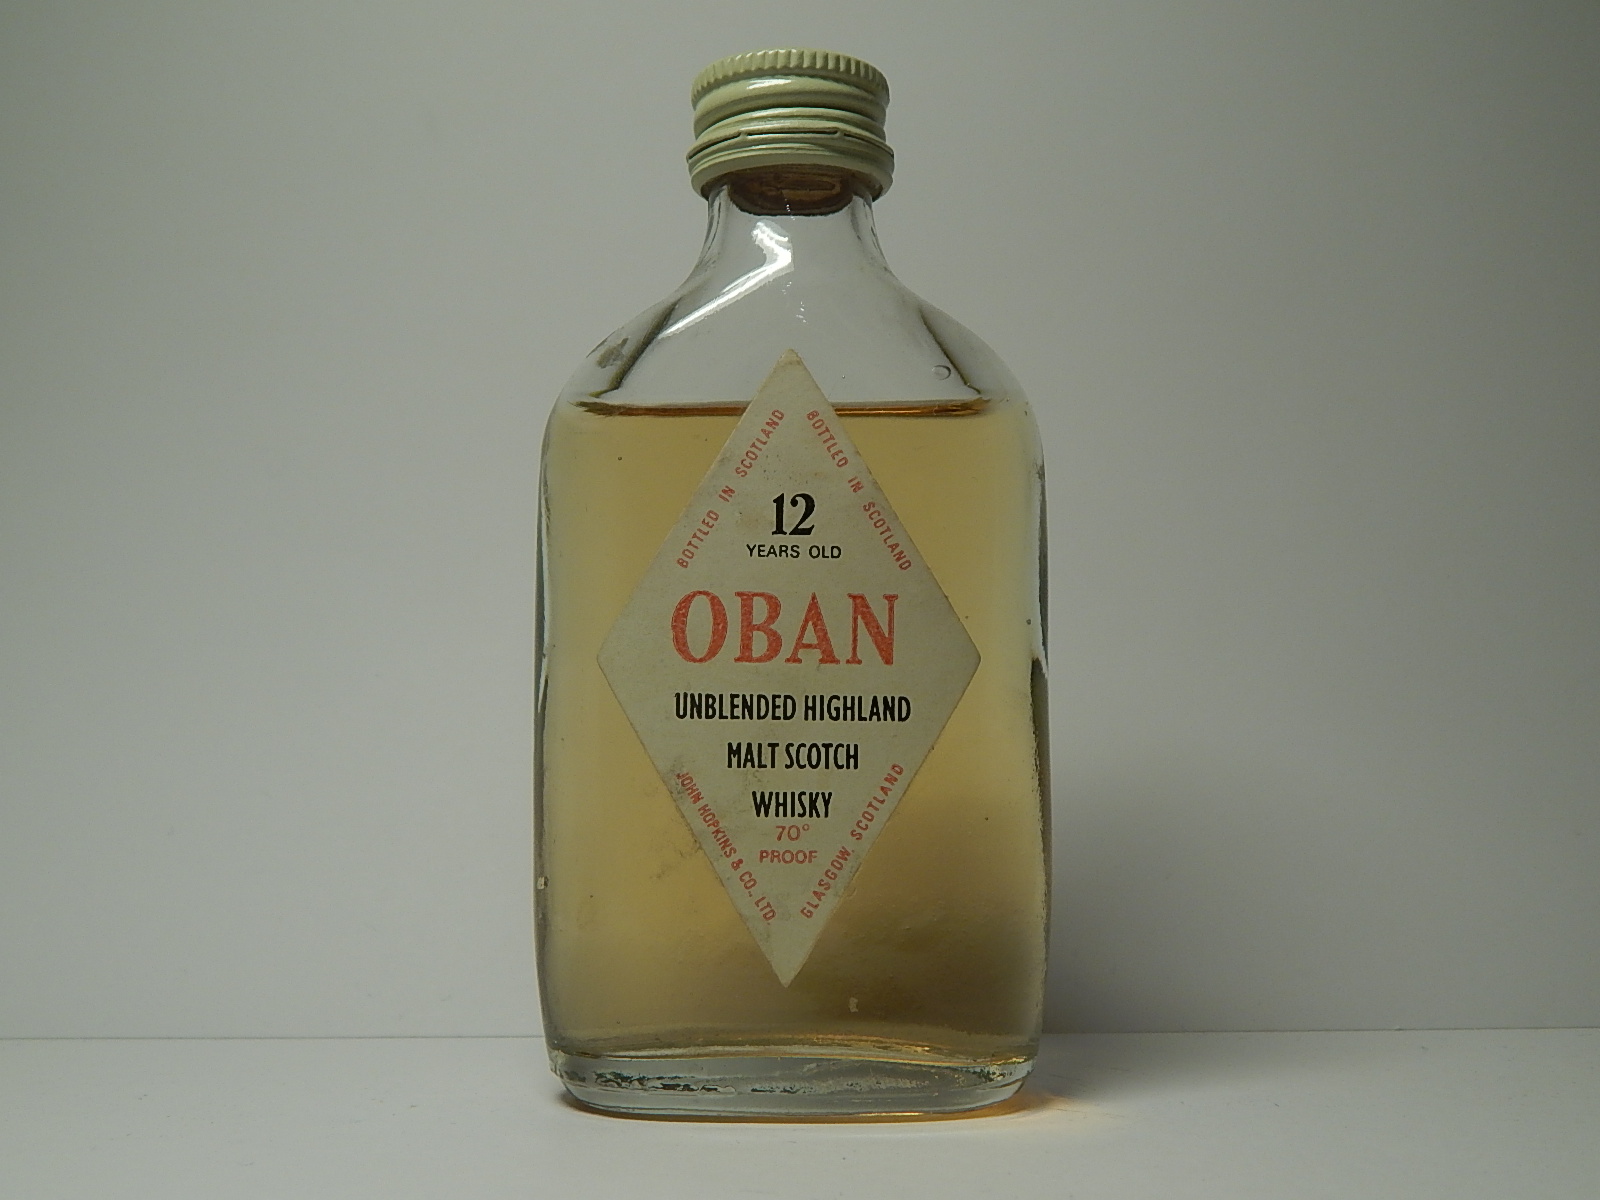 BOTTLED IN SCOTLAND
BOTTLED IN SCOTLAND
12
YEARS OLD
OBAN
UNBLENDED HIGHLAND
MALT SCOTCH
WHISKY
70°
PROOF
JOHN HOPKINS & CO., LTD.
GLASGOW, SCOTLAND